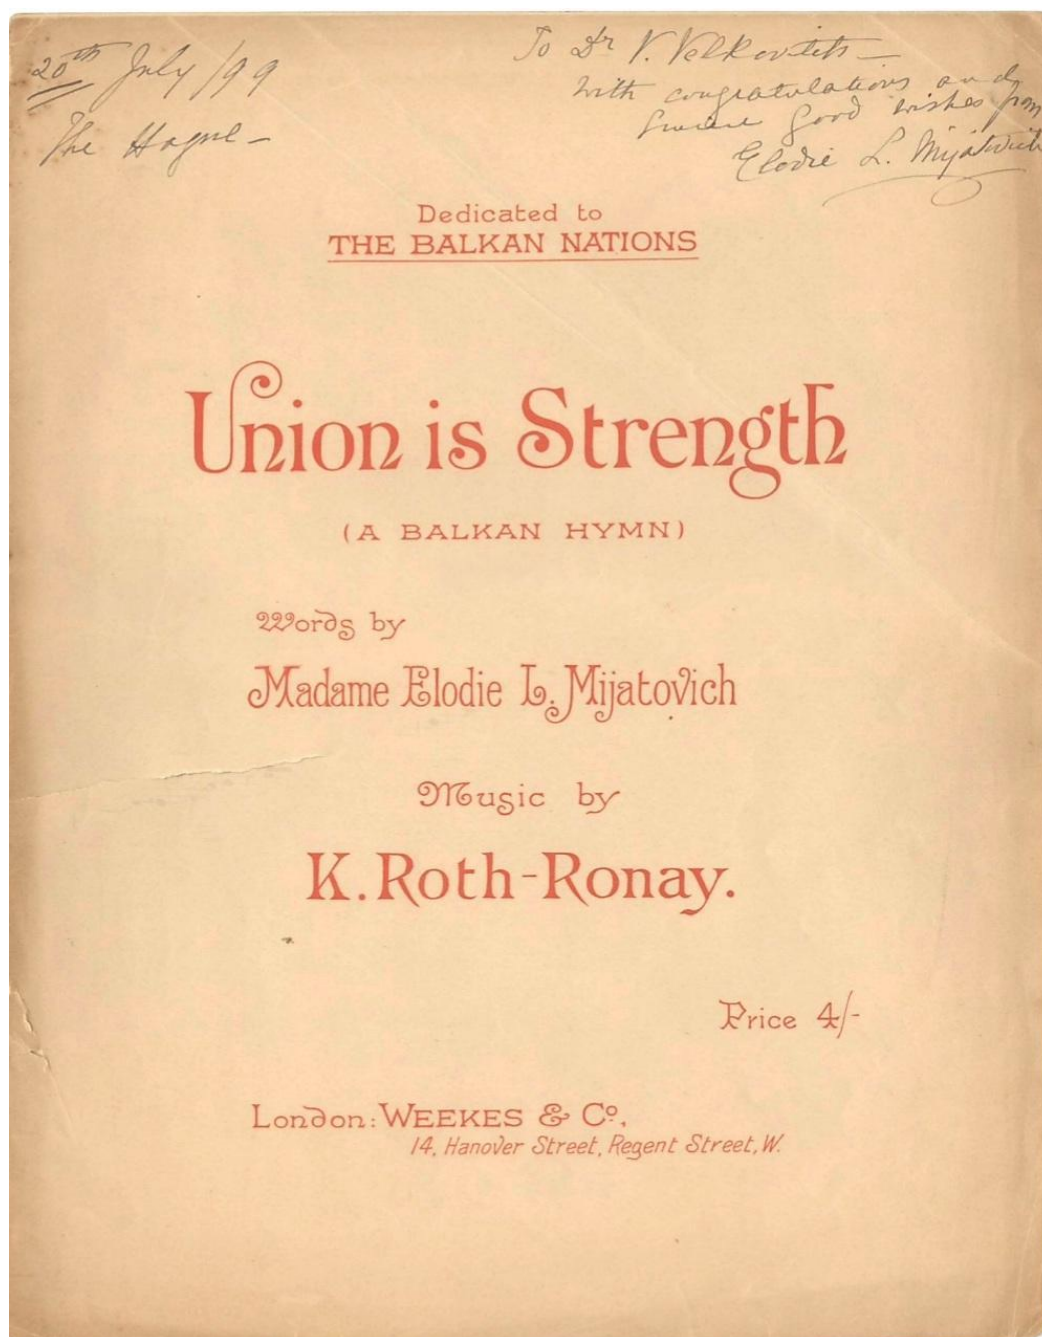 20th July /99
The Hague –
To Dr V. Velkovitch –
with congratulations and
sincere good wishes from
Elodie L. Mijatovich
Dedicated to
THE BALKAN NATIONS
Union is Strength
(A BALKAN HYMN)
Words by
Madame Elodie L. Mijatovich
Music by
K. Roth-Ronay.
Price 4/-
London: WEEKES & Co.,
14, Hanover Street, Regent Street, W.